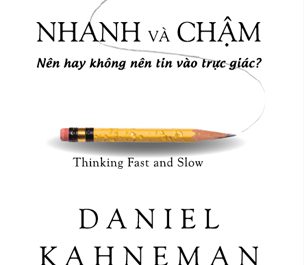 NHANH VÀ CHẬM
Nên hay không nên tin vào trực giác?
Thinking Fast and Slow
DANIEL
KAHNEMAN